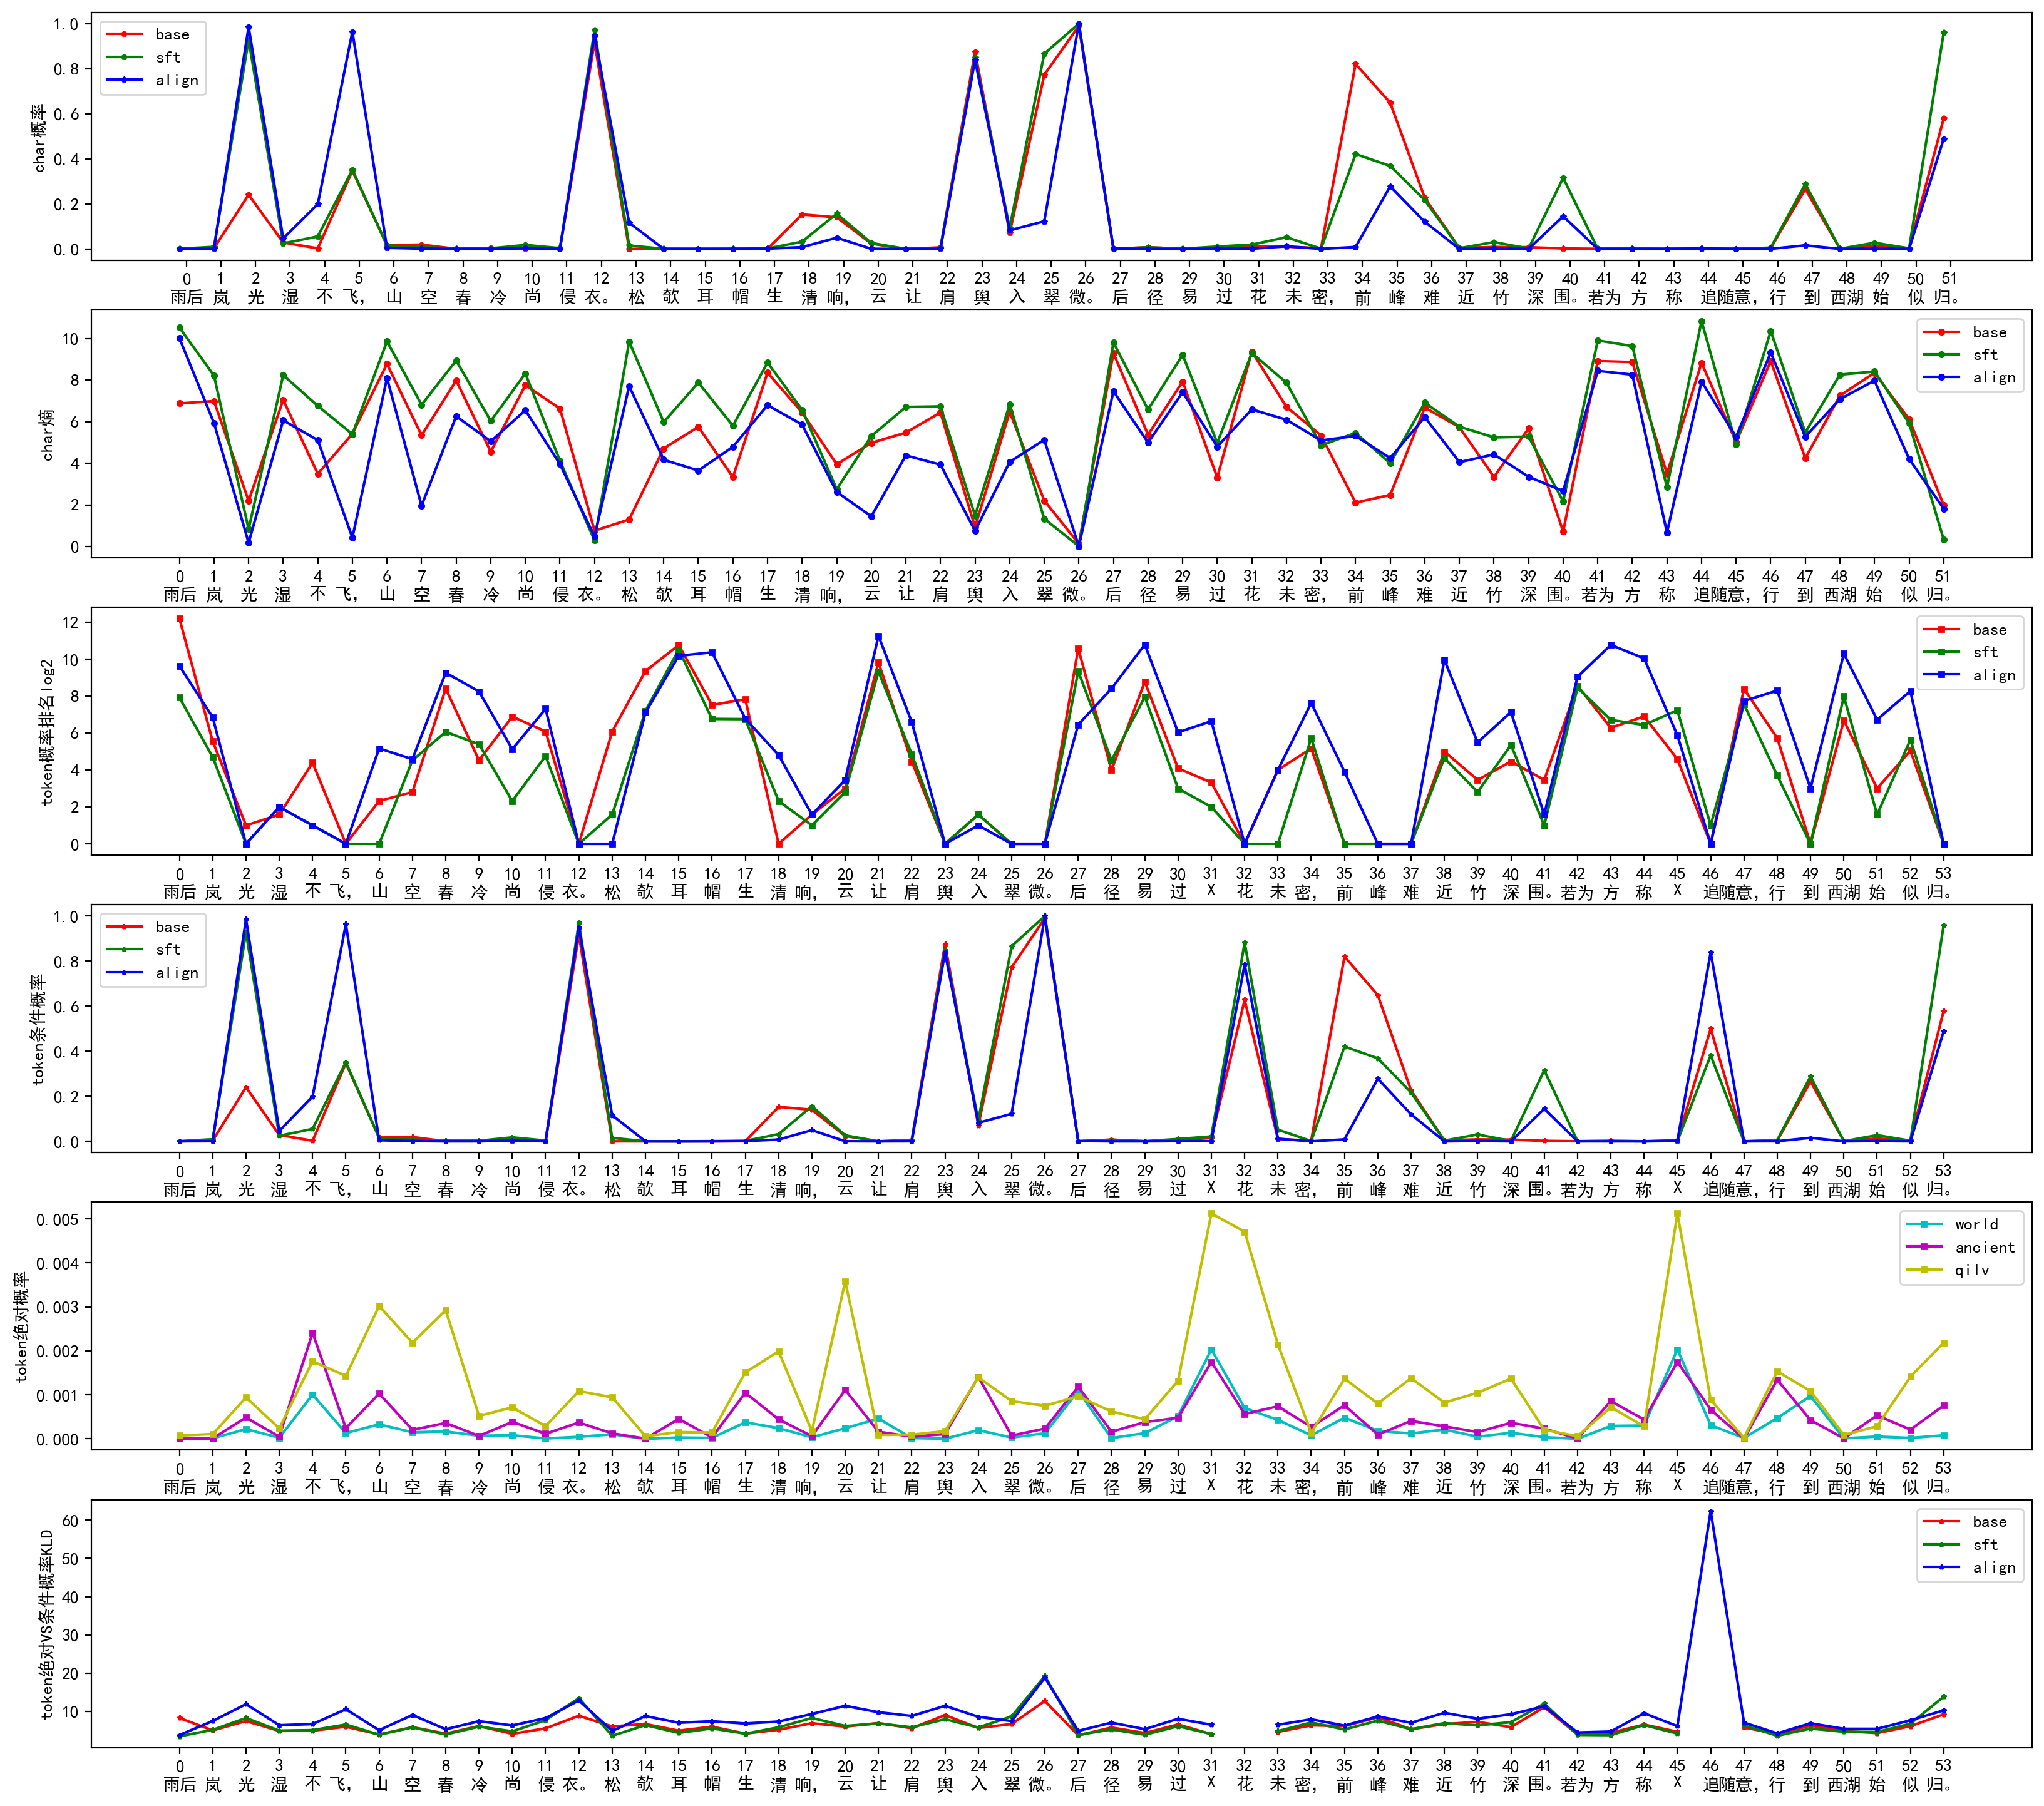 1.0
0.8
0.6
0.4
0.2
0.0
char概率
base
sft
align
0 1 2 3 4 5 6 7 8 9 10 11 12 13 14 15 16 17 18 19 20 21 22 23 24 25 26 27 28 29 30 31 32 33 34 35 36 37 38 39 40 41 42 43 44 45 46 47 48 49 50 51
雨后 岚 光 湿 不 飞， 山 空 春 冷 尚 侵 衣。 松 欹 耳 帽 生 清 响， 云 让 肩 舆 入 翠 微。 后 径 易 过 花 未 密， 前 峰 难 近 竹 深 围。 若为 方 称 追随意， 行 到 西湖 始 似 归。
10
8
6
4
2
0
char熵
base
sft
align
0 1 2 3 4 5 6 7 8 9 10 11 12 13 14 15 16 17 18 19 20 21 22 23 24 25 26 27 28 29 30 31 32 33 34 35 36 37 38 39 40 41 42 43 44 45 46 47 48 49 50 51
雨后 岚 光 湿 不 飞， 山 空 春 冷 尚 侵 衣。 松 欹 耳 帽 生 清 响， 云 让 肩 舆 入 翠 微。 后 径 易 过 花 未 密， 前 峰 难 近 竹 深 围。 若为 方 称 追随意， 行 到 西湖 始 似 归。
12
10
8
6
4
2
0
token概率排名log2
base
sft
align
0 1 2 3 4 5 6 7 8 9 10 11 12 13 14 15 16 17 18 19 20 21 22 23 24 25 26 27 28 29 30 31 32 33 34 35 36 37 38 39 40 41 42 43 44 45 46 47 48 49 50 51 52 53
雨后 岚 光 湿 不 飞， 山 空 春 冷 尚 侵 衣。 松 欹 耳 帽 生 清 响， 云 让 肩 舆 入 翠 微。 后 径 易 过 X 花 未 密， 前 峰 难 近 竹 深 围。 若为 方 称 X 追随意， 行 到 西湖 始 似 归。
1.0
0.8
0.6
0.4
0.2
0.0
token条件概率
base
sft
align
0 1 2 3 4 5 6 7 8 9 10 11 12 13 14 15 16 17 18 19 20 21 22 23 24 25 26 27 28 29 30 31 32 33 34 35 36 37 38 39 40 41 42 43 44 45 46 47 48 49 50 51 52 53
雨后 岚 光 湿 不 飞， 山 空 春 冷 尚 侵 衣。 松 欹 耳 帽 生 清 响， 云 让 肩 舆 入 翠 微。 后 径 易 过 X 花 未 密， 前 峰 难 近 竹 深 围。 若为 方 称 X 追随意， 行 到 西湖 始 似 归。
0.005
0.004
0.003
0.002
0.001
0.000
token绝对概率
world
ancient
qilv
0 1 2 3 4 5 6 7 8 9 10 11 12 13 14 15 16 17 18 19 20 21 22 23 24 25 26 27 28 29 30 31 32 33 34 35 36 37 38 39 40 41 42 43 44 45 46 47 48 49 50 51 52 53
雨后 岚 光 湿 不 飞， 山 空 春 冷 尚 侵 衣。 松 欹 耳 帽 生 清 响， 云 让 肩 舆 入 翠 微。 后 径 易 过 X 花 未 密， 前 峰 难 近 竹 深 围。 若为 方 称 X 追随意， 行 到 西湖 始 似 归。
60
50
40
30
20
10
token绝对VS条件概率KLD
base
sft
align
0 1 2 3 4 5 6 7 8 9 10 11 12 13 14 15 16 17 18 19 20 21 22 23 24 25 26 27 28 29 30 31 32 33 34 35 36 37 38 39 40 41 42 43 44 45 46 47 48 49 50 51 52 53
雨后 岚 光 湿 不 飞， 山 空 春 冷 尚 侵 衣。 松 欹 耳 帽 生 清 响， 云 让 肩 舆 入 翠 微。 后 径 易 过 X 花 未 密， 前 峰 难 近 竹 深 围。 若为 方 称 X 追随意， 行 到 西湖 始 似 归。